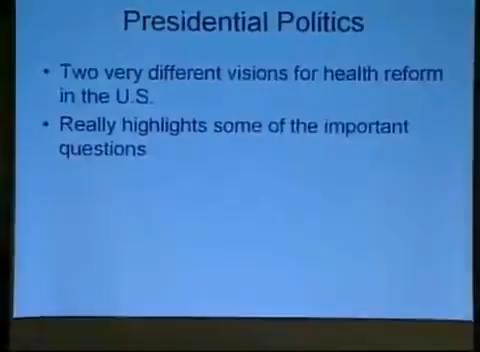 Presidential Politics
• Two very different visions for health reform
in the U.S.
• Really highlights some of the important
questions